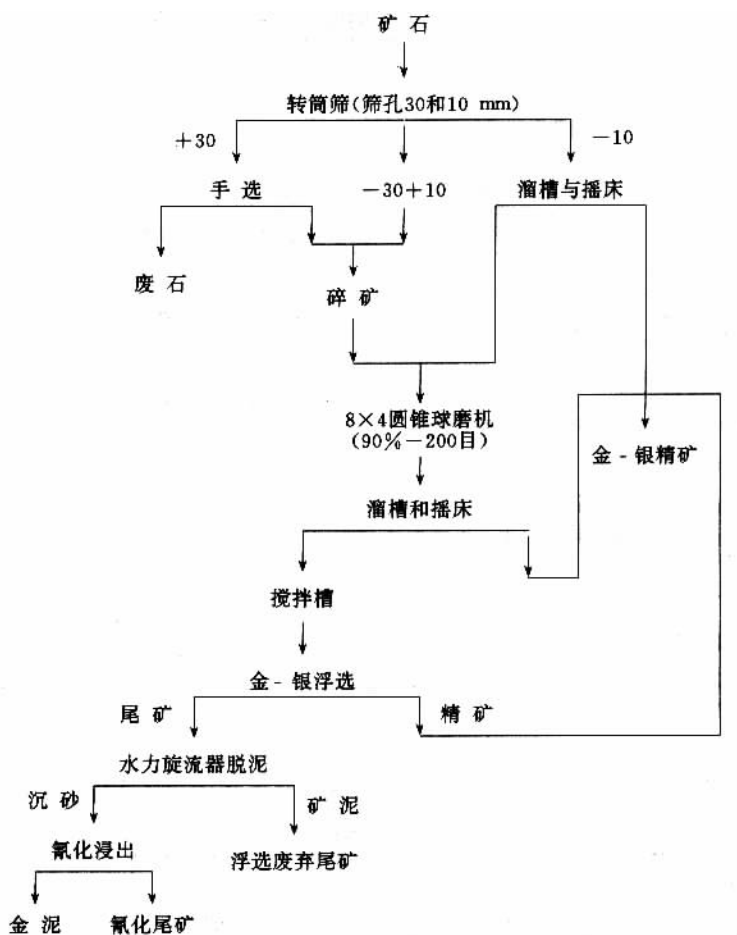 矿石
转筒筛(筛孔30和10 mm)
+30
-10
手选
-30+10
溜槽与摇床
废石
碎矿
8×4圆锥球磨机
(90%-200目)
金-银精矿
溜槽和摇床
搅拌槽
金-银浮选
尾矿
精矿
水力旋流器脱泥
沉砂
矿泥
氰化浸出
浮选废弃尾矿
金泥
氰化尾矿